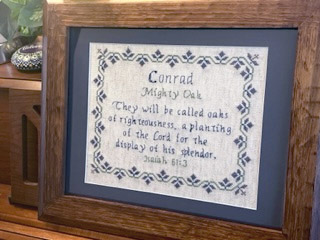 Conrad
Mighty Oak
They will be called oaks
of righteousness, a planting
of the Lord for the
display of his splendor.
Isaiah 61:3